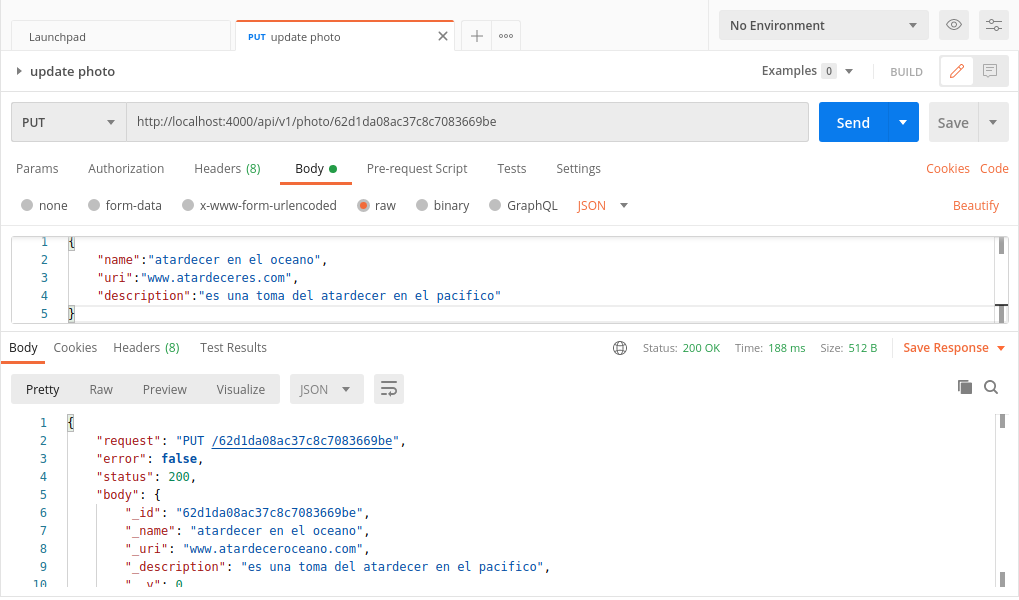 Launchpad
PUT update photo
No Environment
update photo
Examples 0
BUILD
PUT http://localhost:4000/api/v1/photo/62d1da08ac37c8c7083669be
Send
Save
Params Authorization Headers (8) Body Pre-request Script Tests Settings
Cookies Code
none form-data x-www-form-urlencoded raw binary GraphQL JSON
Beautify
1 {
2 "name":"atardecer en el oceano",
3 "uri":"www.atardeceres.com",
4 "description":"es una toma del atardecer en el pacifico"
5 }
Body Cookies Headers (8) Test Results
Status: 200 OK Time: 188 ms Size: 512 B
Save Response
Pretty Raw Preview Visualize JSON
1 {
2 "request": "PUT /62d1da08ac37c8c7083669be",
3 "error": false,
4 "status": 200,
5 "body": {
6 "_id": "62d1da08ac37c8c7083669be",
7 "_name": "atardecer en el oceano",
8 "_uri": "www.atardeceroceano.com",
9 "_description": "es una toma del atardecer en el pacifico",
10 "__v": 0